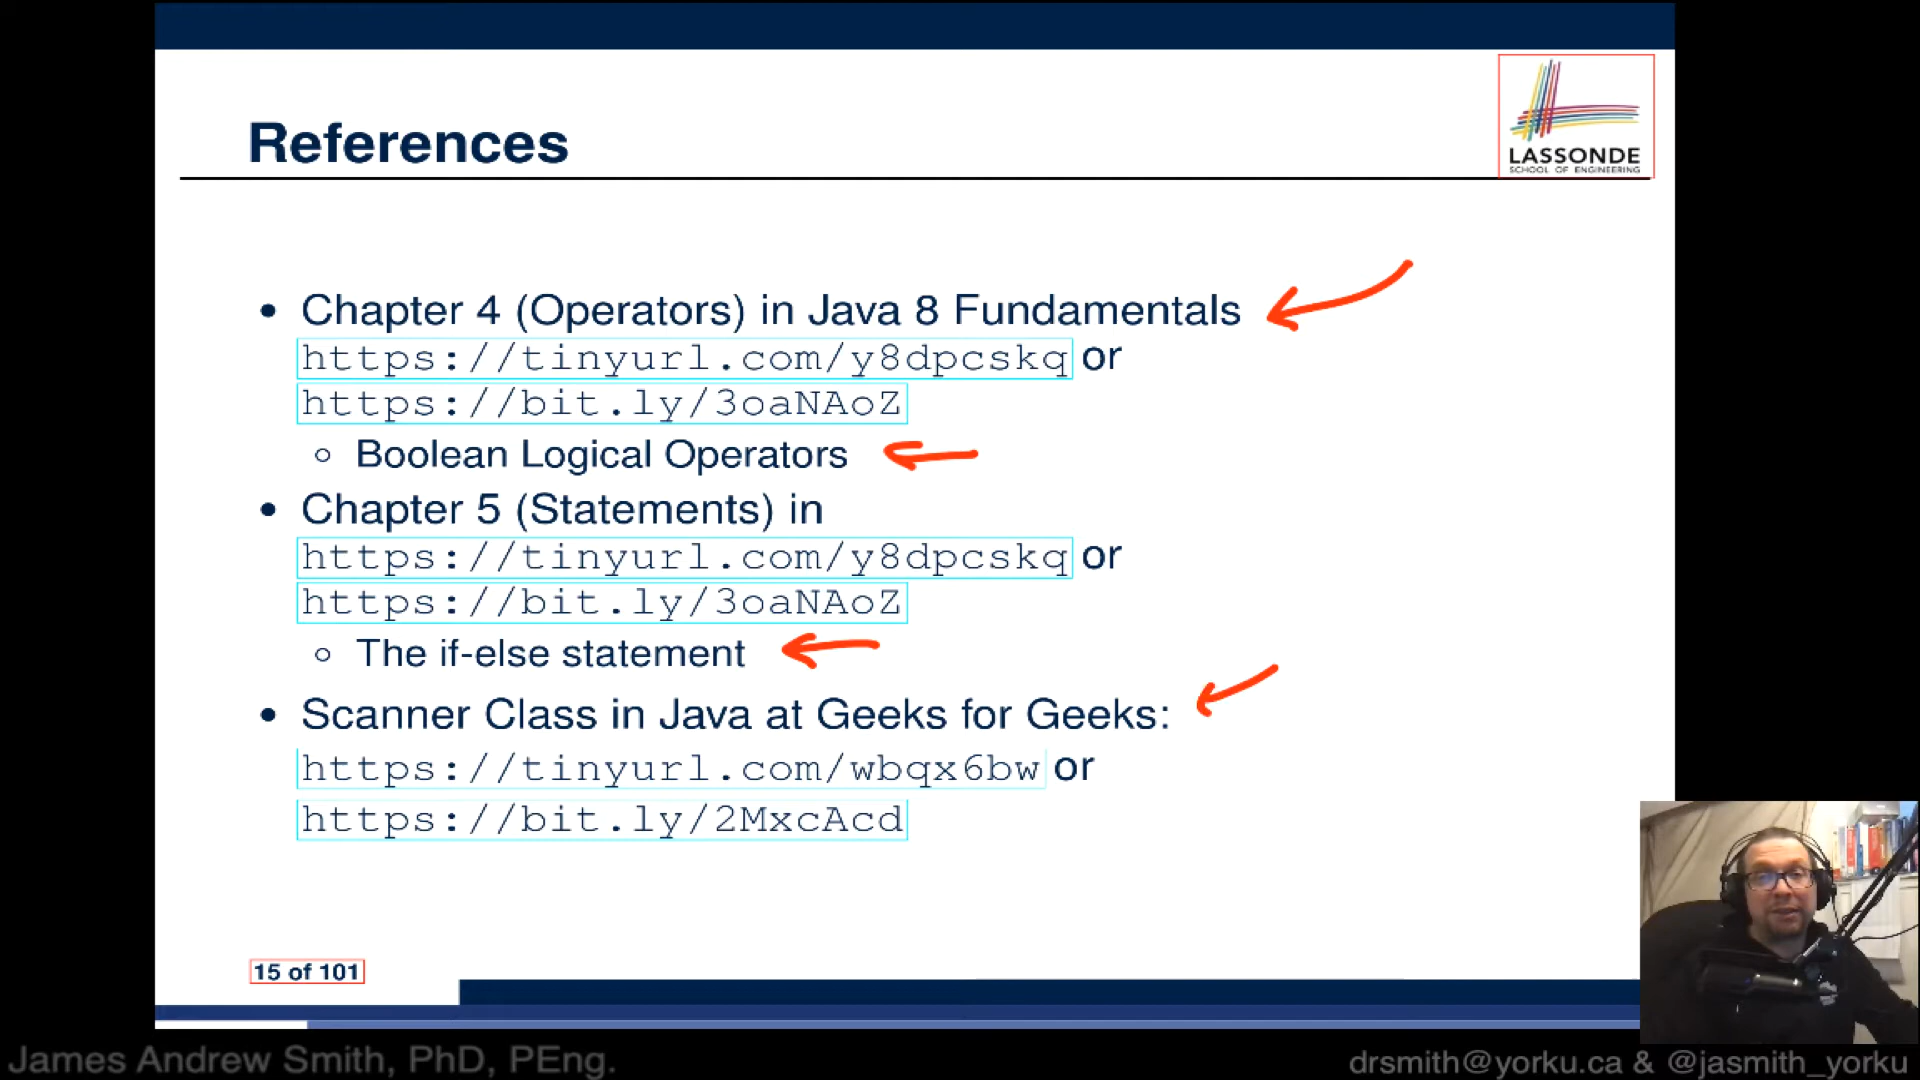 LASSONDE
SCHOOL OF ENGINEERING
References
• Chapter 4 (Operators) in Java 8 Fundamentals
https://tinyurl.com/y8dpcskq or
https://bit.ly/3oaNAoZ
○ Boolean Logical Operators
• Chapter 5 (Statements) in
https://tinyurl.com/y8dpcskq or
https://bit.ly/3oaNAoZ
○ The if-else statement
• Scanner Class in Java at Geeks for Geeks:
https://tinyurl.com/wbqx6bw or
https://bit.ly/2MxcAcd
15 of 101
James Andrew Smith, PhD, PEng.
drsmith@yorku.ca & @jasmith_yorku